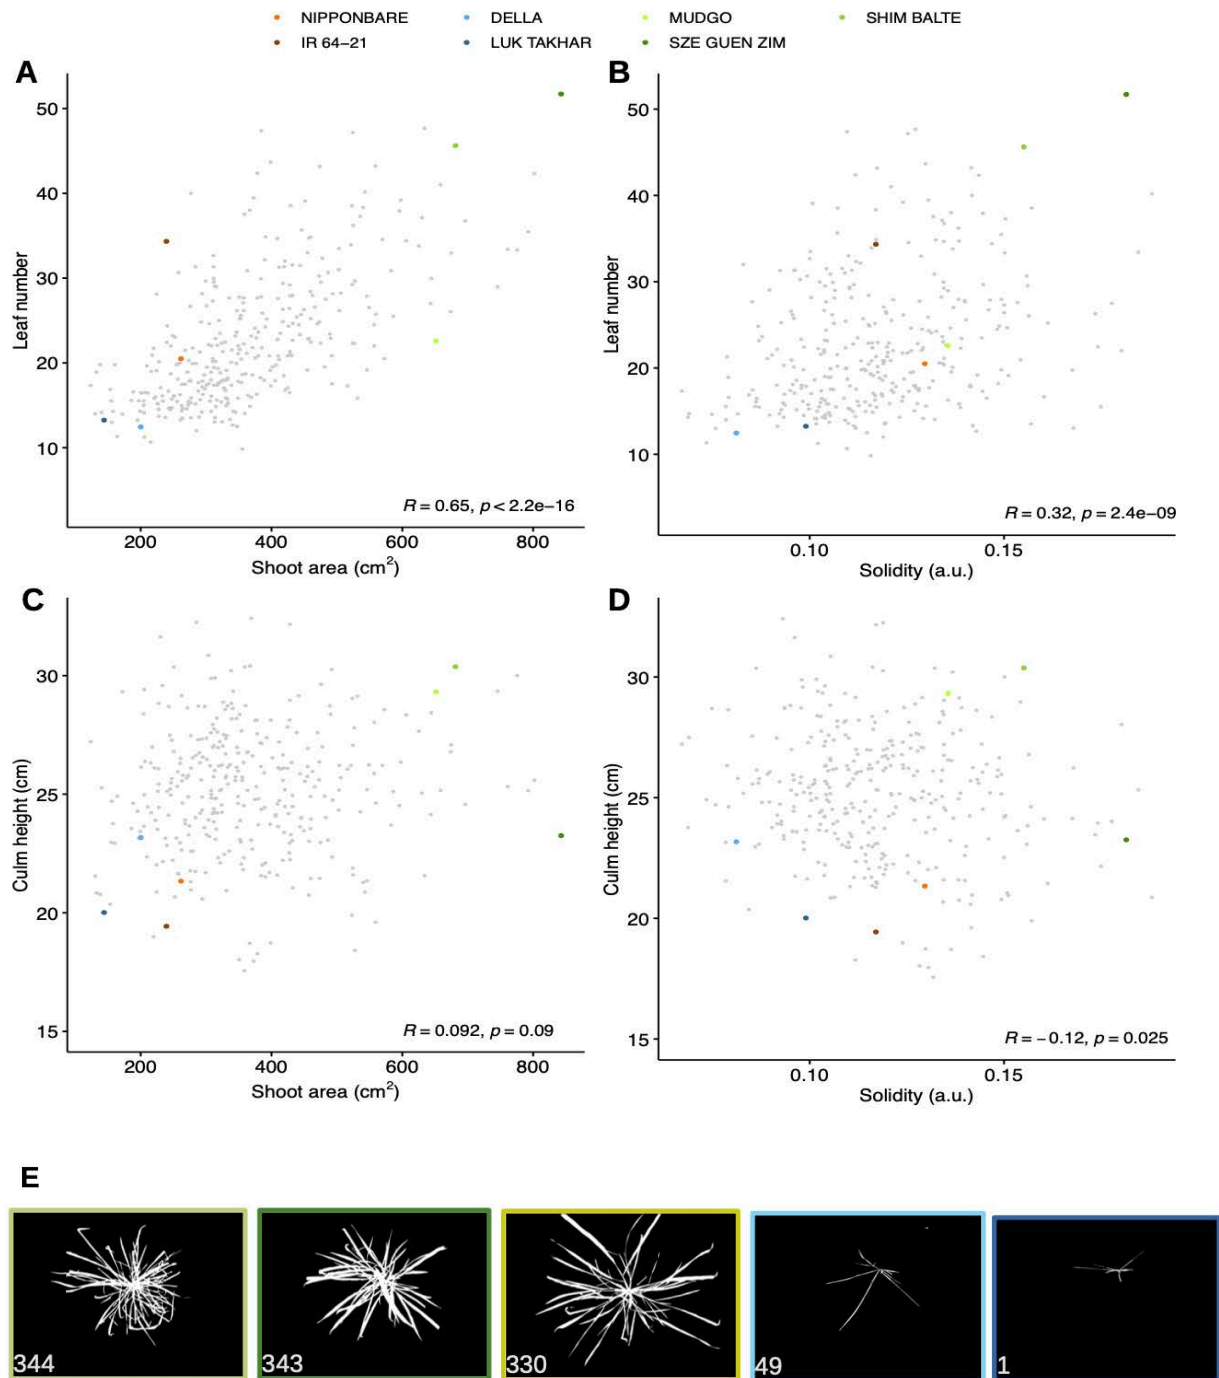 NIPPONBARE DELLA MUDGO SHIM BALTE
IR 64−21 LUK TAKHAR SZE GUEN ZIM
A
50
40
30
20
10
Leaf number
R = 0.65, p < 2.2e−16
200 400 600 800
Shoot area (cm²)
B
50
40
30
20
10
Leaf number
R = 0.32, p = 2.4e−09
0.10 0.15
Solidity (a.u.)
C
30
25
20
15
Culm height (cm)
R = 0.092, p = 0.09
200 400 600 800
Shoot area (cm²)
D
30
25
20
15
Culm height (cm)
R = −0.12, p = 0.025
0.10 0.15
Solidity (a.u.)
E
344 343 330 49 1